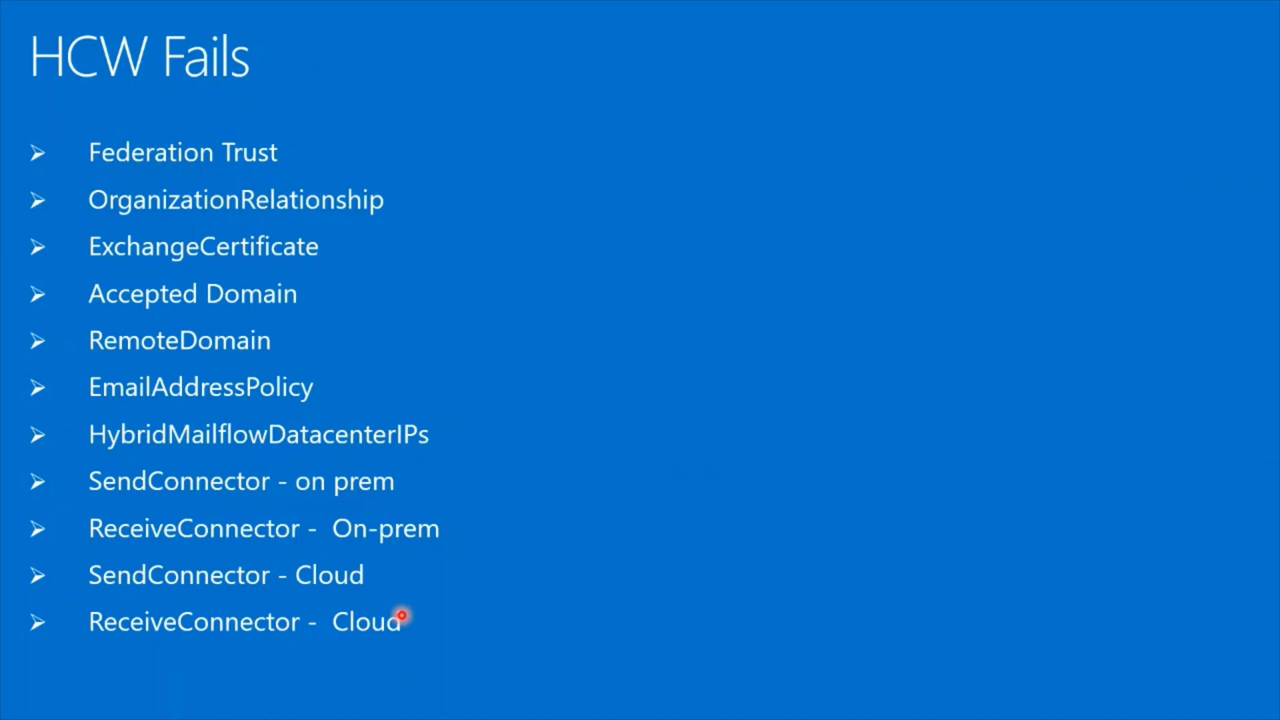 HCW Fails
Federation Trust
OrganizationRelationship
ExchangeCertificate
Accepted Domain
RemoteDomain
EmailAddressPolicy
HybridMailflowDatacenterIPs
SendConnector - on prem
ReceiveConnector -  On-prem
SendConnector - Cloud
ReceiveConnector -  Cloud